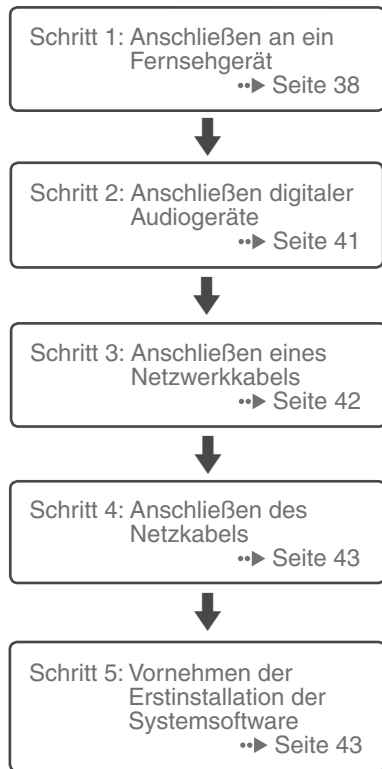 Schritt 1: Anschließen an ein
Fernsehgerät
••▶ Seite 38
Schritt 2: Anschließen digitaler
Audiogeräte
••▶ Seite 41
Schritt 3: Anschließen eines
Netzwerkkabels
••▶ Seite 42
Schritt 4: Anschließen des
Netzkabels
••▶ Seite 43
Schritt 5: Vornehmen der
Erstinstallation der
Systemsoftware
••▶ Seite 43